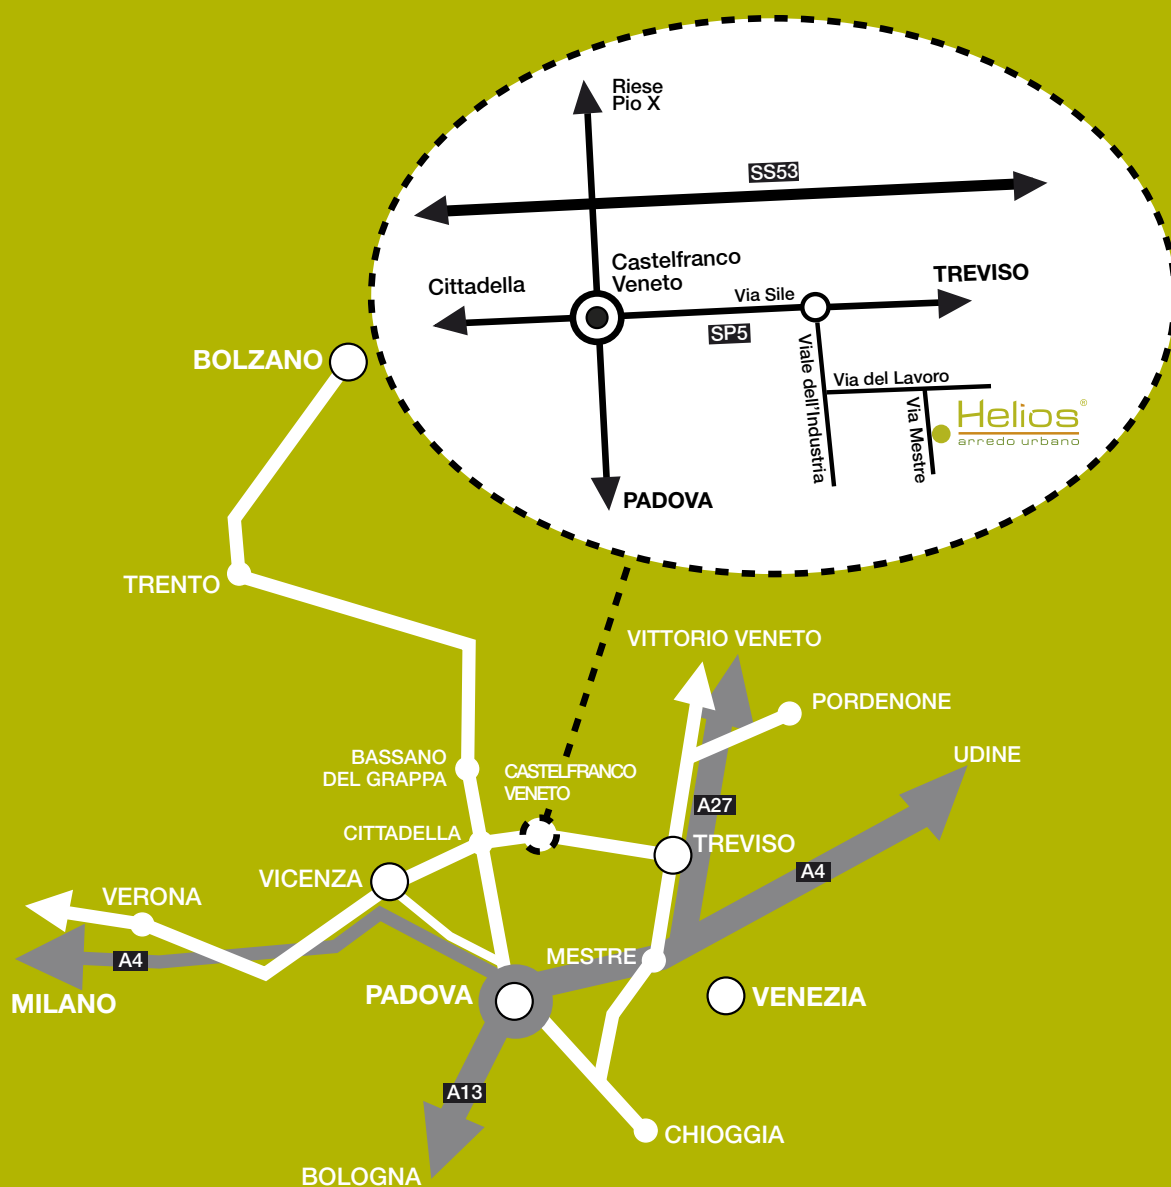 Riese
Pio X
SS53
Castelfranco
Veneto
Cittadella
TREVISO
Via Sile
SP5
Viale dell'Industria
Via del Lavoro
Via Mestre
Helios®
arredo urbano
PADOVA
BOLZANO
TRENTO
VITTORIO VENETO
PORDENONE
UDINE
BASSANO
DEL GRAPPA
CASTELFRANCO
VENETO
A27
CITTADELLA
TREVISO
A4
VICENZA
VERONA
MESTRE
A4
MILANO
PADOVA
VENEZIA
A13
CHIOGGIA
BOLOGNA